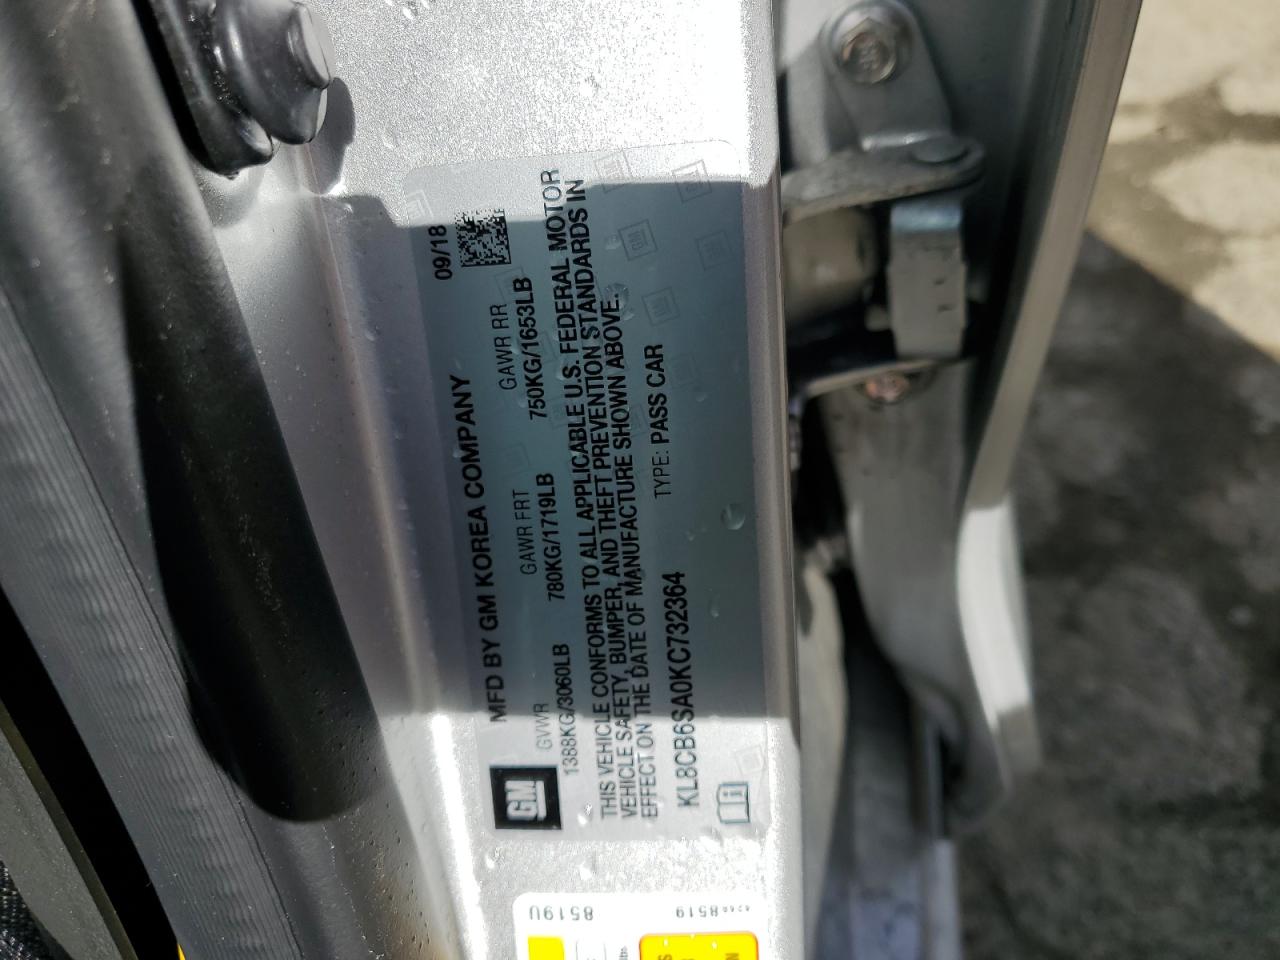 MFD BY GM KOREA COMPANY 09/18
GM
GVWR GAWR FRT GAWR RR
1388KG/3060LB 780KG/1719LB 750KG/1653LB
THIS VEHICLE CONFORMS TO ALL APPLICABLE U.S. FEDERAL MOTOR
VEHICLE SAFETY, BUMPER, AND THEFT PREVENTION STANDARDS IN
EFFECT ON THE DATE OF MANUFACTURE SHOWN ABOVE.
KL8CB6SA0KC732364 TYPE: PASS CAR
8519U
8519